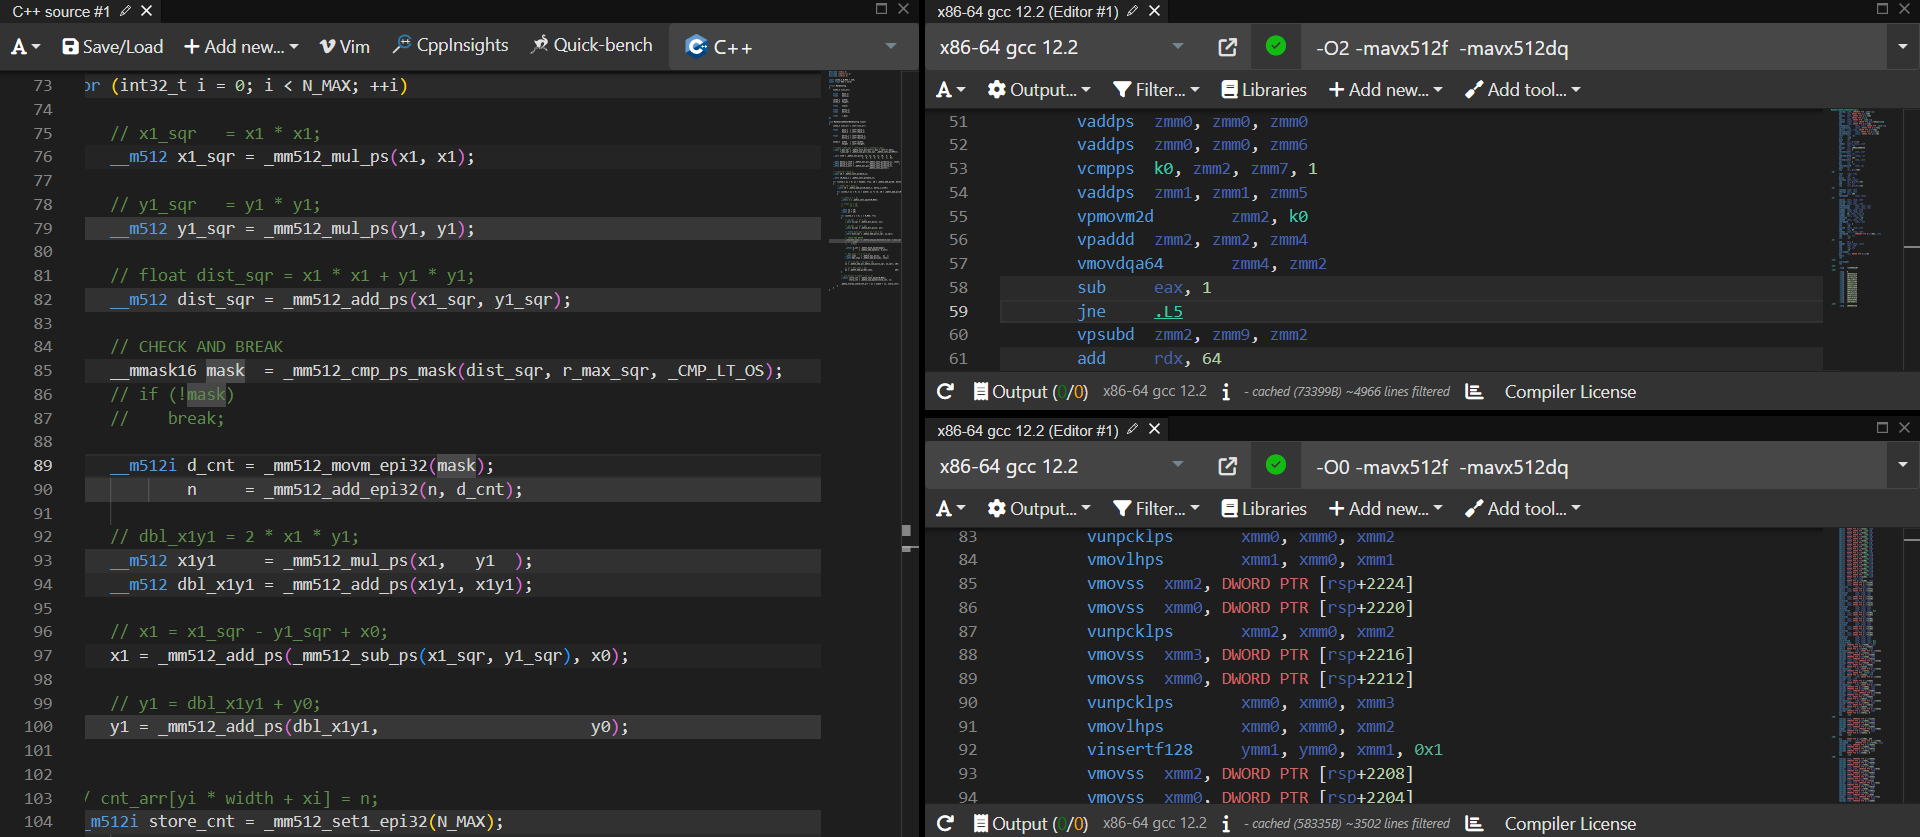 C++ source #1
A
Save/Load
Add new...
Vim
CppInsights
Quick-bench
C++
73 or (int32_t i = 0; i < N_MAX; ++i)
74
75 // x1_sqr   = x1 * x1;
76 __m512 x1_sqr = _mm512_mul_ps(x1, x1);
77
78 // y1_sqr   = y1 * y1;
79 __m512 y1_sqr = _mm512_mul_ps(y1, y1);
80
81 // float dist_sqr = x1 * x1 + y1 * y1;
82 __m512 dist_sqr = _mm512_add_ps(x1_sqr, y1_sqr);
83
84 // CHECK AND BREAK
85 __mmask16 mask  = _mm512_cmp_ps_mask(dist_sqr, r_max_sqr, _CMP_LT_OS);
86 // if (!mask)
87 //    break;
88
89 __m512i d_cnt = _mm512_movm_epi32(mask);
90         n     = _mm512_add_epi32(n, d_cnt);
91
92 // dbl_x1y1 = 2 * x1 * y1;
93 __m512 x1y1     = _mm512_mul_ps(x1,   y1  );
94 __m512 dbl_x1y1 = _mm512_add_ps(x1y1, x1y1);
95
96 // x1 = x1_sqr - y1_sqr + x0;
97 x1 = _mm512_add_ps(_mm512_sub_ps(x1_sqr, y1_sqr), x0);
98
99 // y1 = dbl_x1y1 + y0;
100 y1 = _mm512_add_ps(dbl_x1y1,                      y0);
101
102
103 / cnt_arr[yi * width + xi] = n;
104 _m512i store_cnt = _mm512_set1_epi32(N_MAX);
x86-64 gcc 12.2 (Editor #1)
x86-64 gcc 12.2
-O2 -mavx512f  -mavx512dq
A
Output...
Filter...
Libraries
Add new...
Add tool...
51 vaddps  zmm0, zmm0, zmm0
52 vaddps  zmm0, zmm0, zmm6
53 vcmpps  k0, zmm2, zmm7, 1
54 vaddps  zmm1, zmm1, zmm5
55 vpmovm2d        zmm2, k0
56 vpaddd  zmm2, zmm2, zmm4
57 vmovdqa64       zmm4, zmm2
58 sub     eax, 1
59 jne     .L5
60 vpsubd  zmm2, zmm9, zmm2
61 add     rdx, 64
Output (0/0) x86-64 gcc 12.2 i - cached (73399B) ~4966 lines filtered Compiler License
x86-64 gcc 12.2 (Editor #1)
x86-64 gcc 12.2
-O0 -mavx512f  -mavx512dq
A
Output...
Filter...
Libraries
Add new...
Add tool...
83 vunpcklps       xmm0, xmm0, xmm2
84 vmovlhps        xmm1, xmm0, xmm1
85 vmovss  xmm2, DWORD PTR [rsp+2224]
86 vmovss  xmm0, DWORD PTR [rsp+2220]
87 vunpcklps       xmm2, xmm0, xmm2
88 vmovss  xmm3, DWORD PTR [rsp+2216]
89 vmovss  xmm0, DWORD PTR [rsp+2212]
90 vunpcklps       xmm0, xmm0, xmm3
91 vmovlhps        xmm0, xmm0, xmm2
92 vinsertf128     ymm1, ymm0, xmm1, 0x1
93 vmovss  xmm2, DWORD PTR [rsp+2208]
94 vmovss  xmm0, DWORD PTR [rsp+2204]
Output (0/0) x86-64 gcc 12.2 i - cached (58335B) ~3502 lines filtered Compiler License